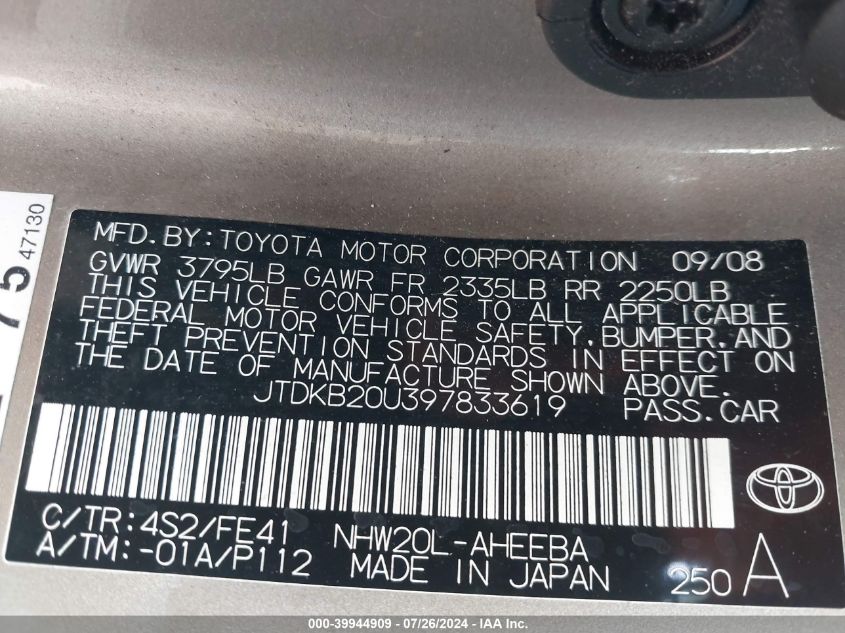 75
47130
MFD.BY:TOYOTA MOTOR CORPORATION 09/08
GVWR 3795LB GAWR FR 2335LB RR 2250LB
THIS VEHICLE CONFORMS TO ALL APPLICABLE
FEDERAL MOTOR VEHICLE SAFETY,BUMPER,AND
THEFT PREVENTION STANDARDS IN EFFECT ON
THE DATE OF MANUFACTURE SHOWN ABOVE.
JTDKB20U397833619 PASS.CAR
C/TR:4S2/FE41 NHW20L-AHEEBA
A/TM:-01A/P112 MADE IN JAPAN 250 A
000-39944909 - 07/26/2024 - IAA Inc.